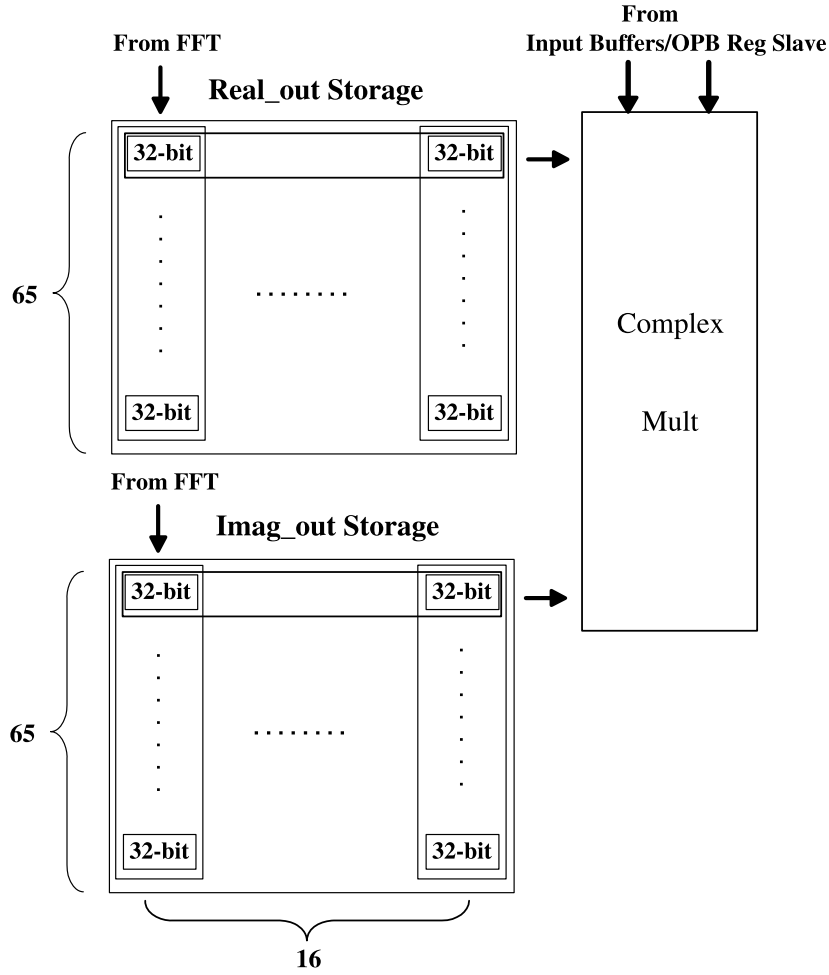 From
From FFT
Input Buffers/OPB Reg Slave
Real_out Storage
32-bit
32-bit
65
Complex
Mult
32-bit
32-bit
From FFT
Imag_out Storage
32-bit
32-bit
65
32-bit
32-bit
16